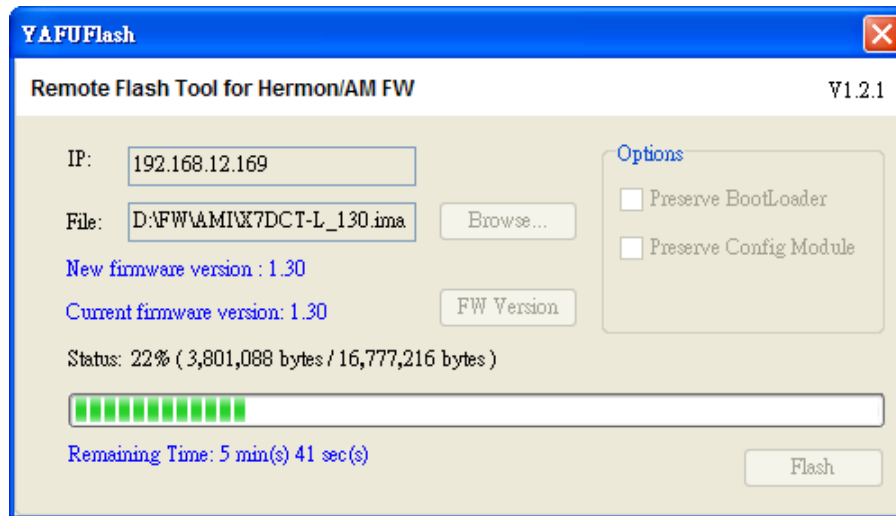 YAFUFlash
Remote Flash Tool for Hermon/AM FW V1.2.1
IP: 192.168.12.169
Options
Preserve BootLoader
File: D:\FW\AMI\X7DCT-L_130.ima Browse...
Preserve Config Module
New firmware version : 1.30
Current firmware version: 1.30 FW Version
Status: 22% ( 3,801,088 bytes / 16,777,216 bytes )
Remaining Time: 5 min(s) 41 sec(s)
Flash